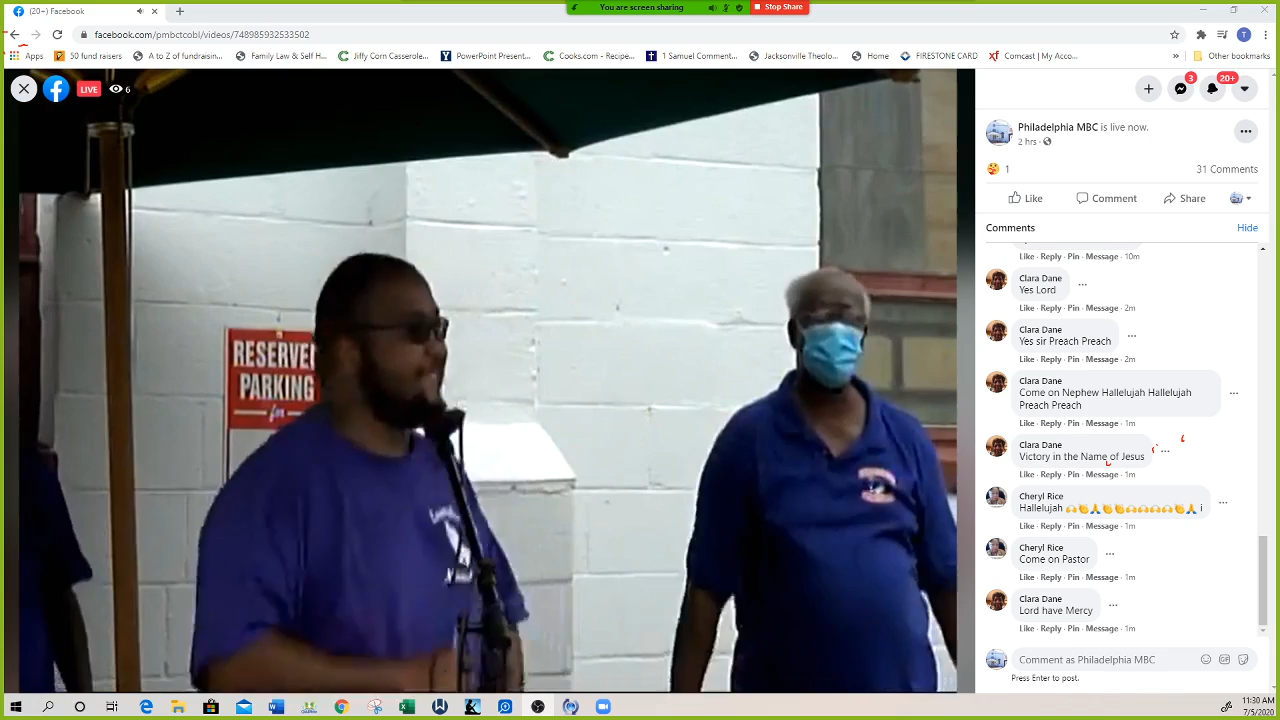 (20+) Facebook
You are screen sharing
Stop Share
facebook.com/pmbctcobl/videos/748985932533502
T
Apps
50 fund raisers
A to Z of fundraisin...
Family Law & Self H...
Jiffy Corn Casserole...
PowerPoint Present...
Cooks.com - Recipe...
1 Samuel Comment...
Jacksonville Theolo...
FIRESTONE CARD
Comcast | My Acco...
»
Other bookmarks
LIVE
6
3
20+
Philadelphia MBC is live now.
2 hrs ·
1
31 Comments
Like
Comment
Share
Comments
Hide
RESERVE
PARKING
for
Like · Reply · Pin · Message · 10m
Clara Dane
Yes Lord
Like · Reply · Pin · Message · 2m
Clara Dane
Yes sir Preach Preach
Like · Reply · Pin · Message · 2m
Clara Dane
Come on Nephew Hallelujah Hallelujah
Preach Preach
Like · Reply · Pin · Message · 1m
Clara Dane
Victory in the Name of Jesus
Like · Reply · Pin · Message · 1m
Cheryl Rice
Hallelujah 🙌👏🙏👏👏🙌🙌🙌🙌👏🙏 i
Like · Reply · Pin · Message · 1m
Cheryl Rice
Come on Pastor
Like · Reply · Pin · Message · 1m
Clara Dane
Lord have Mercy
Like · Reply · Pin · Message · 1m
Comment as Philadelphia MBC
GIF
Press Enter to post.
11:30 AM
7/5/2020